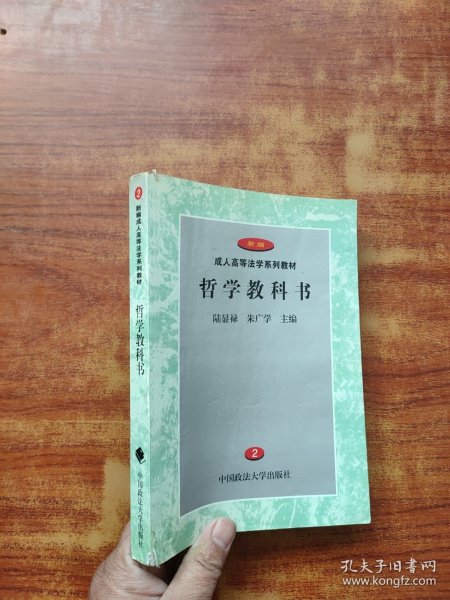 新编
成人高等法学系列教材
哲学教科书
陆显禄 朱广学 主编
2
中国政法大学出版社
2
新编成人高等法学系列教材
哲学教科书
中国政法大学出版社
孔夫子旧书网
www.kongfz.com